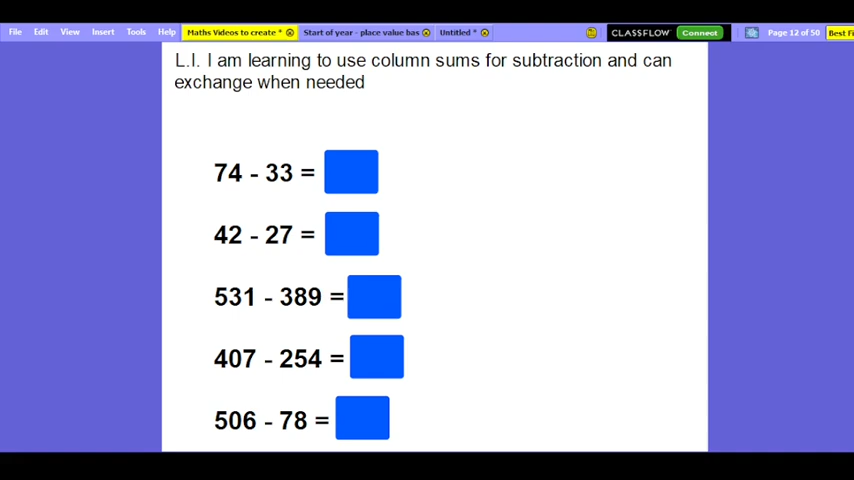 File Edit View Insert Tools Help Maths Videos to create * Start of year - place value bas Untitled * CLASSFLOW Connect Page 12 of 50 Best Fi
L.I. I am learning to use column sums for subtraction and can
exchange when needed
74 - 33 =
42 - 27 =
531 - 389 =
407 - 254 =
506 - 78 =